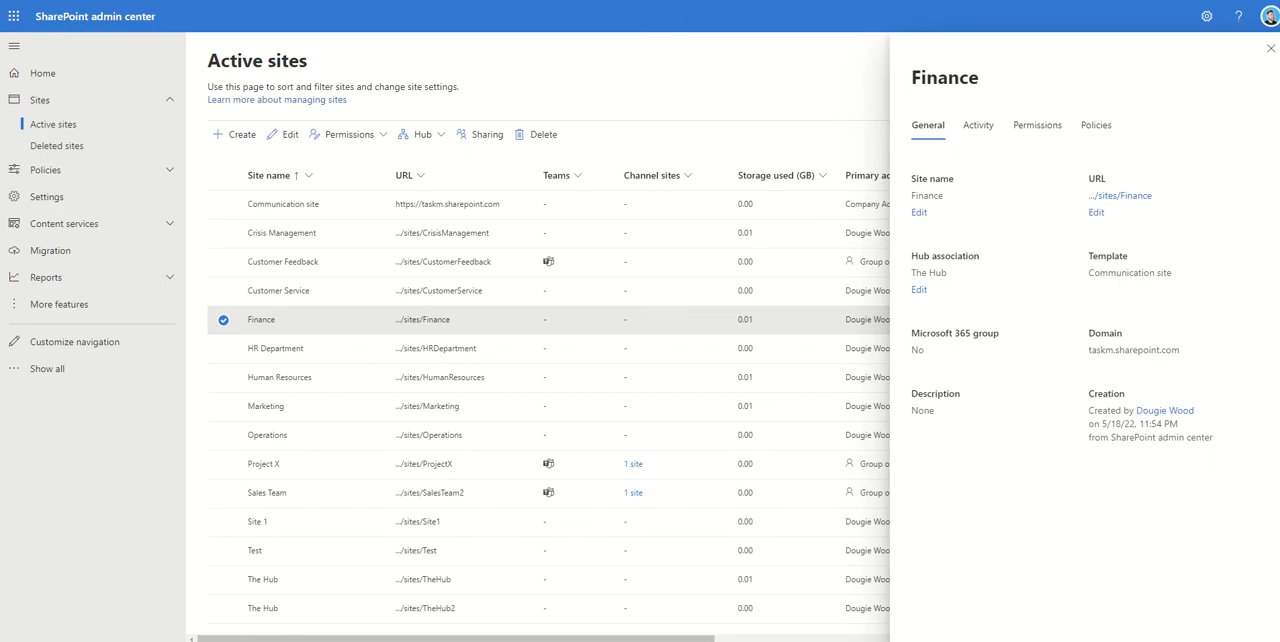 SharePoint admin center
?
Home
Sites
Active sites
Deleted sites
Policies
Settings
Content services
Migration
Reports
More features
Customize navigation
Show all
Active sites
Use this page to sort and filter sites and change site settings.
Learn more about managing sites
Create Edit Permissions Hub Sharing Delete
Site name ↑ URL Teams Channel sites Storage used (GB) Primary ad
Communication site https://taskm.sharepoint.com - - 0.00 Company Ad
Crisis Management .../sites/CrisisManagement - - 0.01 Dougie Woo
Customer Feedback .../sites/CustomerFeedback - 0.00 Group o
Customer Service .../sites/CustomerService - - 0.00 Dougie Woo
Finance .../sites/Finance - - 0.01 Dougie Woo
HR Department .../sites/HRDepartment - - 0.00 Dougie Woo
Human Resources .../sites/HumanResources - - 0.01 Dougie Woo
Marketing .../sites/Marketing - - 0.01 Dougie Woo
Operations .../sites/Operations - - 0.00 Dougie Woo
Project X .../sites/ProjectX 1 site 0.00 Group o
Sales Team .../sites/SalesTeam2 1 site 0.00 Group o
Site 1 .../sites/Site1 - - 0.00 Dougie Woo
Test .../sites/Test - - 0.00 Dougie Woo
The Hub .../sites/TheHub - - 0.01 Dougie Woo
The Hub .../sites/TheHub2 - - 0.00 Dougie Woo
Finance
General Activity Permissions Policies
Site name URL
Finance .../sites/Finance
Edit Edit
Hub association Template
The Hub Communication site
Edit
Microsoft 365 group Domain
No taskm.sharepoint.com
Description Creation
None Created by Dougie Wood
on 5/18/22, 11:54 PM
from SharePoint admin center